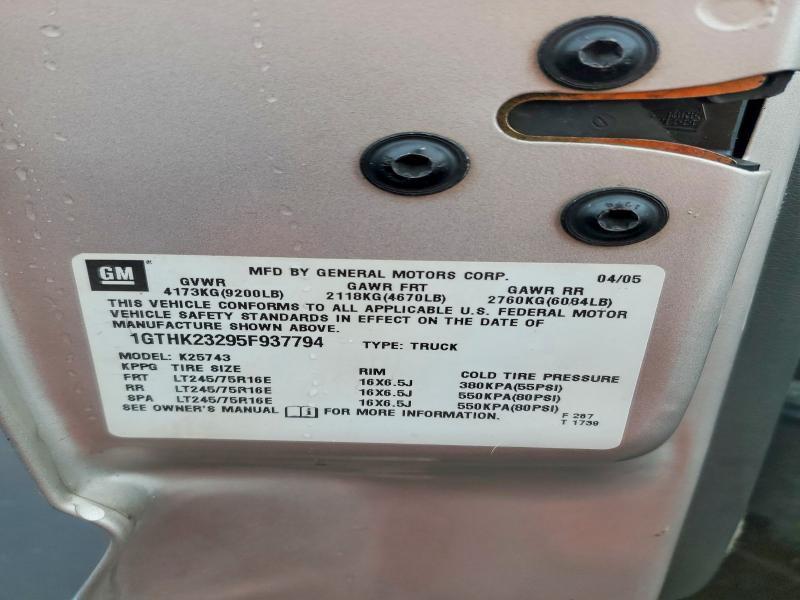 GM
MFD BY GENERAL MOTORS CORP. 04/05
GVWR GAWR FRT GAWR RR
4173KG(9200LB) 2118KG(4670LB) 2760KG(6084LB)
THIS VEHICLE CONFORMS TO ALL APPLICABLE U.S. FEDERAL MOTOR
VEHICLE SAFETY STANDARDS IN EFFECT ON THE DATE OF
MANUFACTURE SHOWN ABOVE.
1GTHK23295F937794 TYPE: TRUCK
MODEL: K25743
KPPG TIRE SIZE RIM COLD TIRE PRESSURE
FRT LT245/75R16E 16X6.5J 380KPA(55PSI)
RR LT245/75R16E 16X6.5J 550KPA(80PSI)
SPA LT245/75R16E 16X6.5J 550KPA(80PSI)
SEE OWNER'S MANUAL FOR MORE INFORMATION.
F 287
T 1739